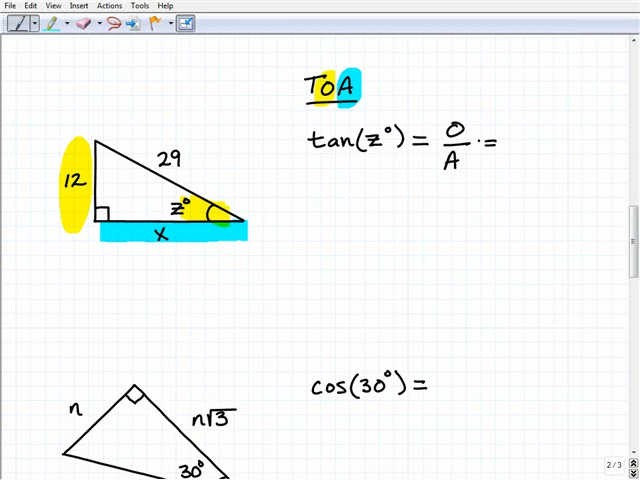 File Edit View Insert Actions Tools Help
TOA
tan(z°) = O/A · =
29
12
z°
x
cos(30°) =
n
n√3
30°
2 / 3